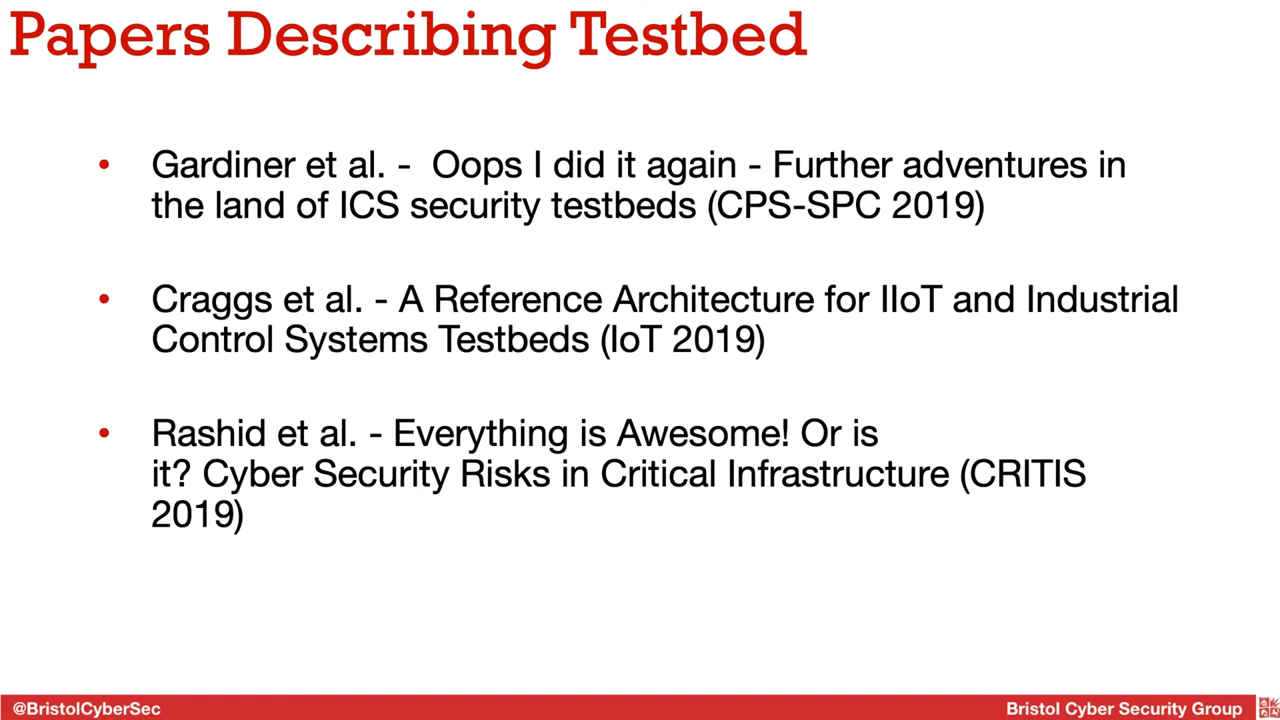 Papers Describing Testbed
• Gardiner et al. - Oops I did it again - Further adventures in
the land of ICS security testbeds (CPS-SPC 2019)
• Craggs et al. - A Reference Architecture for IIoT and Industrial
Control Systems Testbeds (IoT 2019)
• Rashid et al. - Everything is Awesome! Or is
it? Cyber Security Risks in Critical Infrastructure (CRITIS
2019)
@BristolCyberSec
Bristol Cyber Security Group